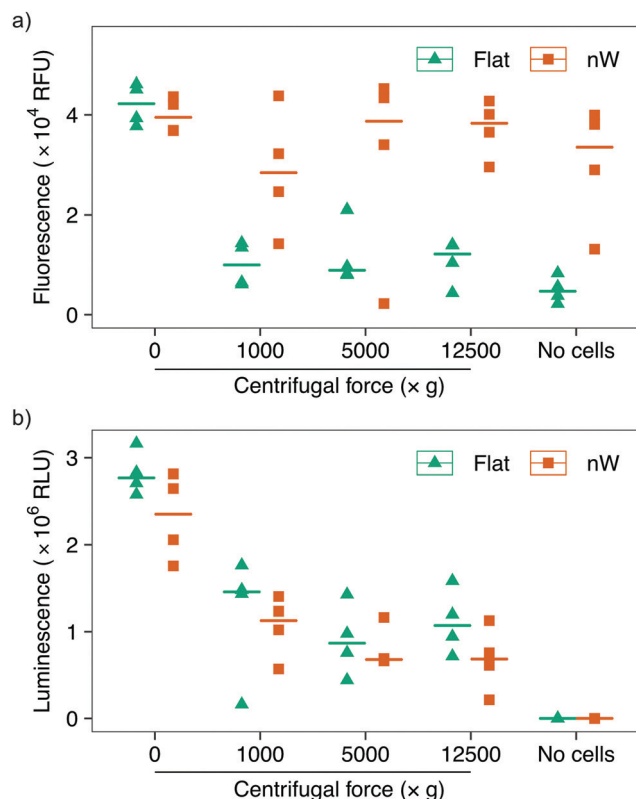 a)
Flat nW
Fluorescence (× 10⁴ RFU)
4
2
0
0 1000 5000 12500 No cells
Centrifugal force (× g)
b)
Flat nW
Luminescence (× 10⁶ RLU)
3
2
1
0
0 1000 5000 12500 No cells
Centrifugal force (× g)